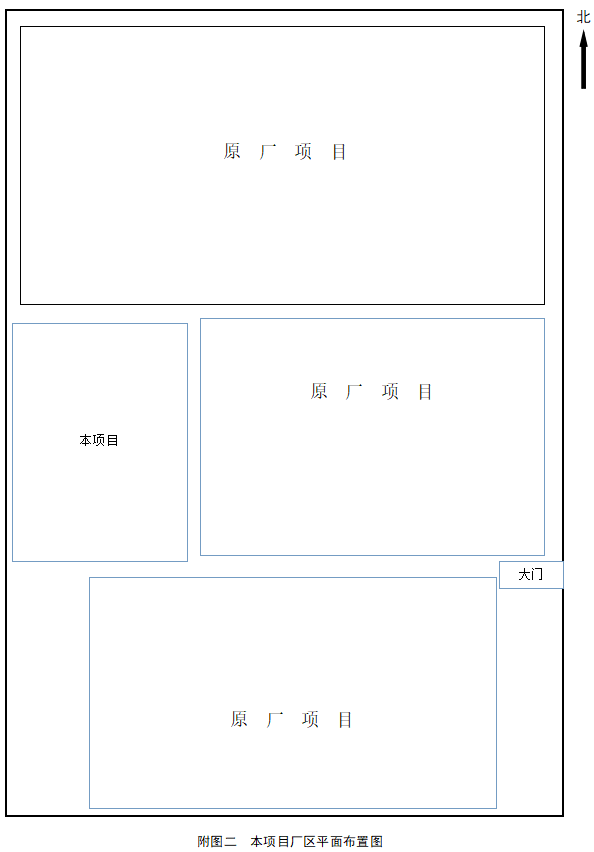 北
原 厂 项 目
原 厂 项 目
本项目
大门
原 厂 项 目
附图二 本项目厂区平面布置图